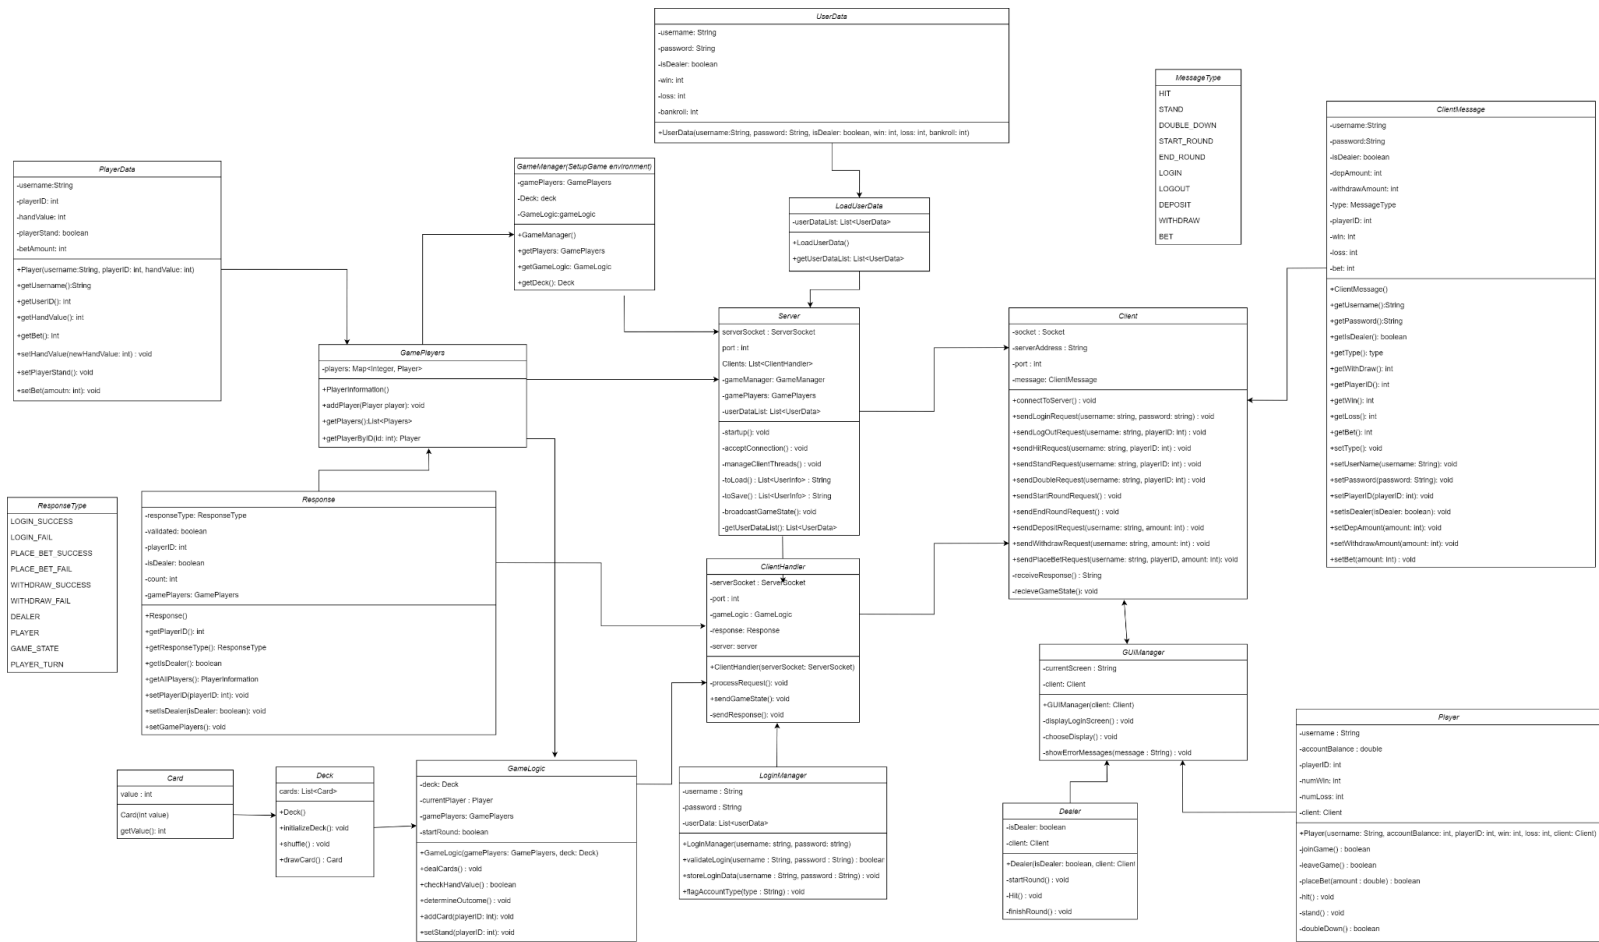 UserData
-username: String
-password: String
-isDealer: boolean
-win: int
-loss: int
-bankroll: int
+UserData(username:String, password: String, isDealer: boolean, win: int, loss: int, bankroll: int)
MessageType
HIT
STAND
DOUBLE_DOWN
START_ROUND
END_ROUND
LOGIN
LOGOUT
DEPOSIT
WITHDRAW
BET
ClientMessage
-username:String
-password:String
-isDealer: boolean
-depAmount: int
-withdrawAmount: int
-type: MessageType
-playerID: int
-win: int
-loss: int
-bet: int
+ClientMessage()
+getUsername():String
+getPassword():String
+getIsDealer(): boolean
+getType(): type
+getWithDraw(): int
+getPlayerID(): int
+getWin(): int
+getLoss(): int
+getBet(): int
+setType(): void
+setUserName(username: String): void
+setPassword(password: String): void
+setPlayerID(playerID: int): void
+setIsDealer(isDealer: boolean): void
+setDepAmount(amount: int): void
+setWithdrawAmount(amount: int): void
+setBet(amount: int) : void
PlayerData
-username:String
-playerID: int
-handValue: int
-playerStand: boolean
-betAmount: int
+Player(username:String, playerID: int, handValue: int)
+getUsername():String
+getUserID(): int
+getHandValue(): int
+getBet(): int
+setHandValue(newHandValue: int) : void
+setPlayerStand(): void
+setBet(amoutn: int): void
GameManager(SetupGame environment)
-gamePlayers: GamePlayers
-Deck: deck
-GameLogic:gameLogic
+GameManager()
+getPlayers: GamePlayers
+getGameLogic: GameLogic
+getDeck(): Deck
LoadUserData
-userDataList: List<UserData>
+LoadUserData()
+getUserDataList: List<UserData>
GamePlayers
-players: Map<Integer, Player>
+PlayerInformation()
+addPlayer(Player player): void
+getPlayers():List<Players>
+getPlayerByID(id: int): Player
Server
serverSocket : ServerSocket
port : int
Clients: List<ClientHandler>
-gameManager: GameManager
-gamePlayers: GamePlayers
-userDataList: List<UserData>
-startup(): void
-acceptConnection() : void
-manageClientThreads() : void
-toLoad() : List<UserInfo> : String
-toSave() : List<UserInfo> : String
-broadcastGameState(): void
-getUserDataList(): List<UserData>
Client
-socket : Socket
-serverAddress : String
-port : int
-message: ClientMessage
+connectToServer() : void
+sendLoginRequest(username: string, password: string) : void
+sendLogOutRequest(username: string, playerID: int) : void
+sendHitRequest(username: string, playerID: int) : void
+sendStandRequest(username: string, playerID: int) : void
+sendDoubleRequest(username: string, playerID: int) : void
+sendStartRoundRequest() : void
+sendEndRoundRequest() : void
+sendDepositRequest(username: string, amount: int) : void
+sendWithdrawRequest(username: string, amount: int) : void
+sendPlaceBetRequest(username: string, playerID, amount: int): void
-receiveResponse() : String
-recieveGameState(): void
ResponseType
LOGIN_SUCCESS
LOGIN_FAIL
PLACE_BET_SUCCESS
PLACE_BET_FAIL
WITHDRAW_SUCCESS
WITHDRAW_FAIL
DEALER
PLAYER
GAME_STATE
PLAYER_TURN
Response
-responseType: ResponseType
-validated: boolean
-playerID: int
-isDealer: boolean
-count: int
-gamePlayers: GamePlayers
+Response()
+getPlayerID(): int
+getResponseType(): ResponseType
+getIsDealer(): boolean
+getAllPlayers(): PlayerInformation
+setPlayerID(playerID: int): void
+setIsDealer(isDealer: boolean): void
+setGamePlayers(): void
ClientHandler
-serverSocket : ServerSocket
-port : int
-gameLogic : GameLogic
-response: Response
-server: server
+ClientHandler(serverSocket: ServerSocket)
-processRequest(): void
+sendGameState(): void
-sendResponse(): void
GUIManager
-currentScreen : String
-client: Client
+GUIManager(client: Client)
-displayLoginScreen() : void
-chooseDisplay() : void
-showErrorMessages(message : String) : void
Player
-username : String
-accountBalance : double
-playerID: int
-numWin: int
-numLoss: int
-client: Client
+Player(username: String, accountBalance: int, playerID: int, win: int, loss: int, client: Client)
-joinGame() : boolean
-leaveGame() : boolean
-placeBet(amount : double) : boolean
-hit() : void
-stand() : void
-doubleDown() : boolean
Card
value : int
Card(int value)
getValue(): int
Deck
cards: List<Card>
+Deck()
+initializeDeck(): void
+shuffle() : void
+drawCard() : Card
GameLogic
-deck: Deck
-currentPlayer : Player
-gamePlayers: GamePlayers
-startRound: boolean
+GameLogic(gamePlayers: GamePlayers, deck: Deck)
+dealCards() : void
+checkHandValue() : boolean
+determineOutcome() : void
+addCard(playerID: int): void
+setStand(playerID: int): void
LoginManager
-username : String
-password : String
-userData: List<userData>
+LoginManager(username: string, password: string)
+validateLogin(username : String, password : String) : boolear
+storeLoginData(username : String, password : String) : void
+flagAccountType(type : String) : void
Dealer
-isDealer: boolean
-client: Client
+Dealer(isDealer: boolean, client: Client
-startRound(): void
-Hit() : void
-finishRound() : void